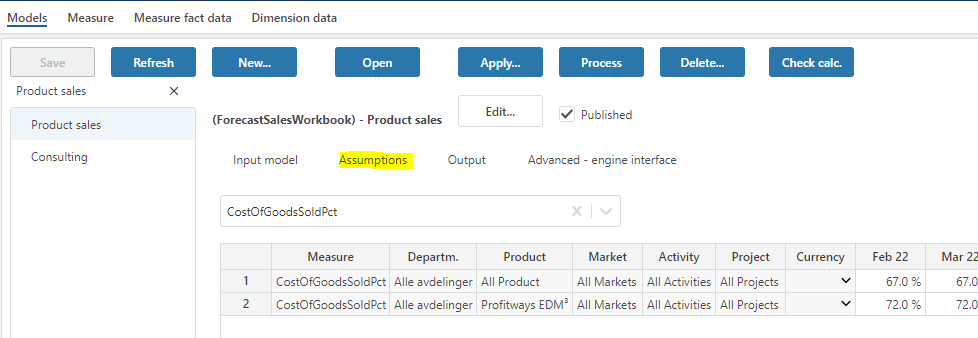 Models Measure Measure fact data Dimension data
Save Refresh New... Open Apply... Process Delete... Check calc.
Product sales
Product sales
Consulting
(ForecastSalesWorkbook) - Product sales Edit... Published
Input model Assumptions Output Advanced - engine interface
CostOfGoodsSoldPct
Measure Departm. Product Market Activity Project Currency Feb 22 Mar 22
1 CostOfGoodsSoldPct Alle avdelinger All Product All Markets All Activities All Projects 67.0 % 67.0
2 CostOfGoodsSoldPct Alle avdelinger Profitways EDM³ All Markets All Activities All Projects 72.0 % 72.0